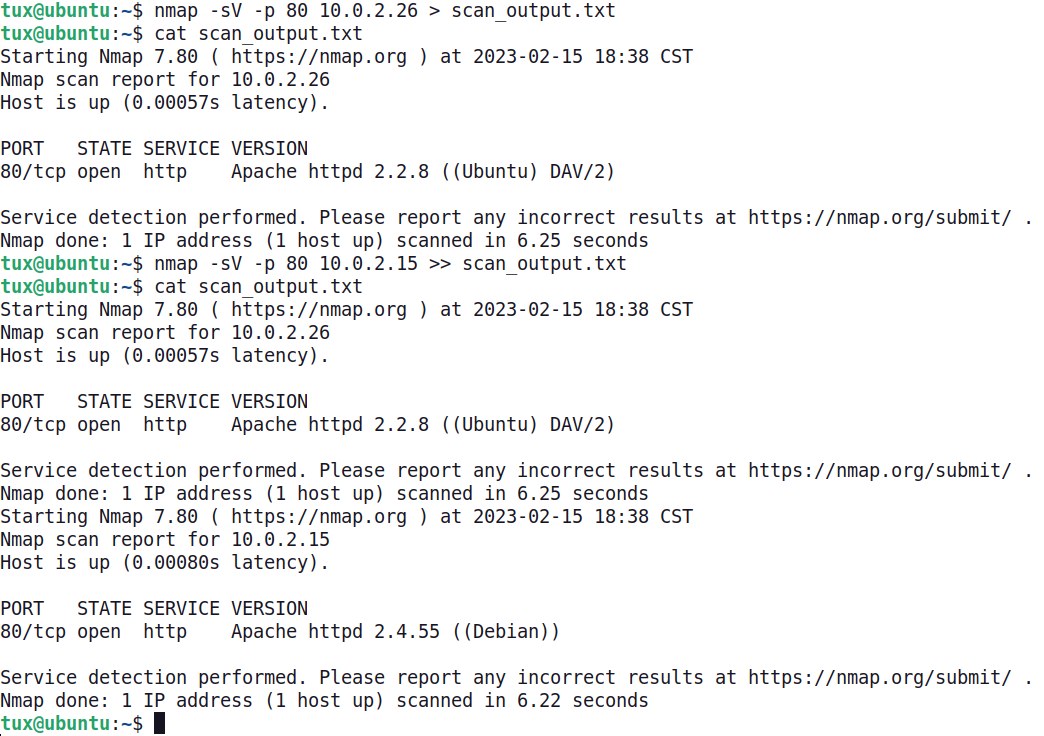 tux@ubuntu:~$ nmap -sV -p 80 10.0.2.26 > scan_output.txt
tux@ubuntu:~$ cat scan_output.txt
Starting Nmap 7.80 ( https://nmap.org ) at 2023-02-15 18:38 CST
Nmap scan report for 10.0.2.26
Host is up (0.00057s latency).

PORT   STATE SERVICE VERSION
80/tcp open  http    Apache httpd 2.2.8 ((Ubuntu) DAV/2)

Service detection performed. Please report any incorrect results at https://nmap.org/submit/ .
Nmap done: 1 IP address (1 host up) scanned in 6.25 seconds
tux@ubuntu:~$ nmap -sV -p 80 10.0.2.15 >> scan_output.txt
tux@ubuntu:~$ cat scan_output.txt
Starting Nmap 7.80 ( https://nmap.org ) at 2023-02-15 18:38 CST
Nmap scan report for 10.0.2.26
Host is up (0.00057s latency).

PORT   STATE SERVICE VERSION
80/tcp open  http    Apache httpd 2.2.8 ((Ubuntu) DAV/2)

Service detection performed. Please report any incorrect results at https://nmap.org/submit/ .
Nmap done: 1 IP address (1 host up) scanned in 6.25 seconds
Starting Nmap 7.80 ( https://nmap.org ) at 2023-02-15 18:38 CST
Nmap scan report for 10.0.2.15
Host is up (0.00080s latency).

PORT   STATE SERVICE VERSION
80/tcp open  http    Apache httpd 2.4.55 ((Debian))

Service detection performed. Please report any incorrect results at https://nmap.org/submit/ .
Nmap done: 1 IP address (1 host up) scanned in 6.22 seconds
tux@ubuntu:~$